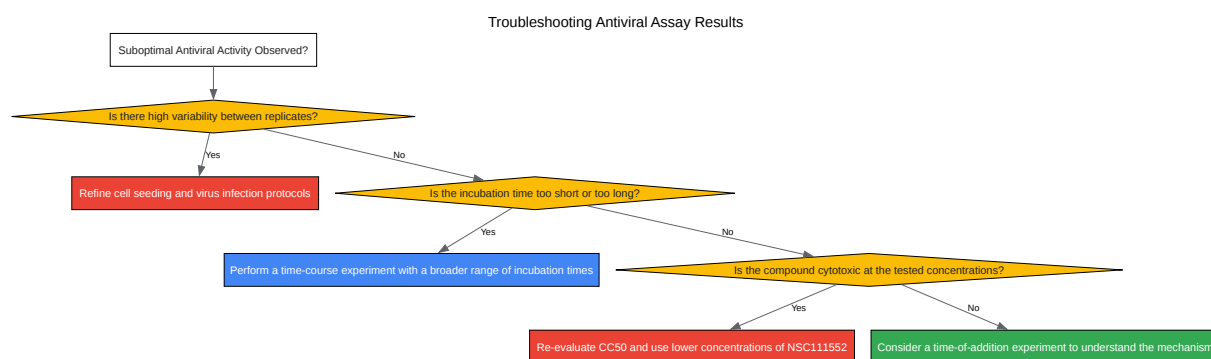 Troubleshooting Antiviral Assay Results
Suboptimal Antiviral Activity Observed?
Is there high variability between replicates?
Yes
No
Refine cell seeding and virus infection protocols
Is the incubation time too short or too long?
Yes
No
Perform a time-course experiment with a broader range of incubation times
Is the compound cytotoxic at the tested concentrations?
Yes
No
Re-evaluate CC50 and use lower concentrations of NSC111552
Consider a time-of-addition experiment to understand the mechanism